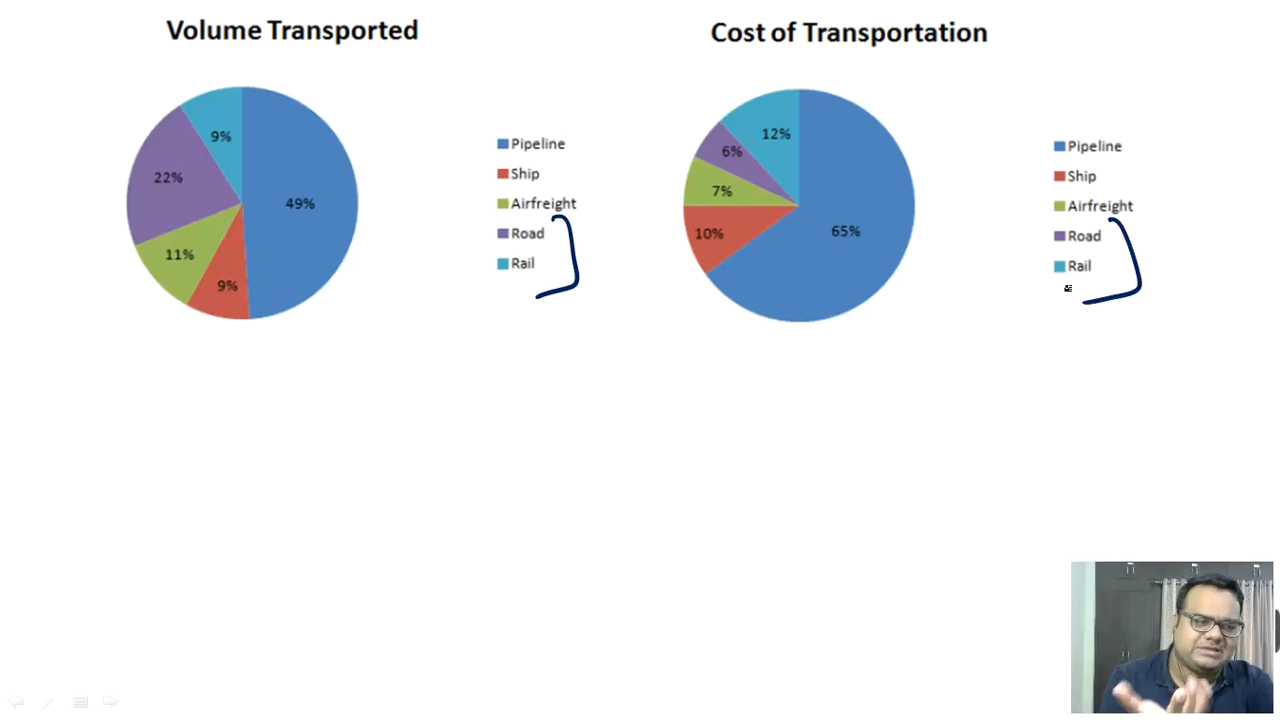 Volume Transported
9%
22%
49%
11%
9%
Pipeline
Ship
Airfreight
Road
Rail
Cost of Transportation
12%
6%
7%
65%
10%
Pipeline
Ship
Airfreight
Road
Rail